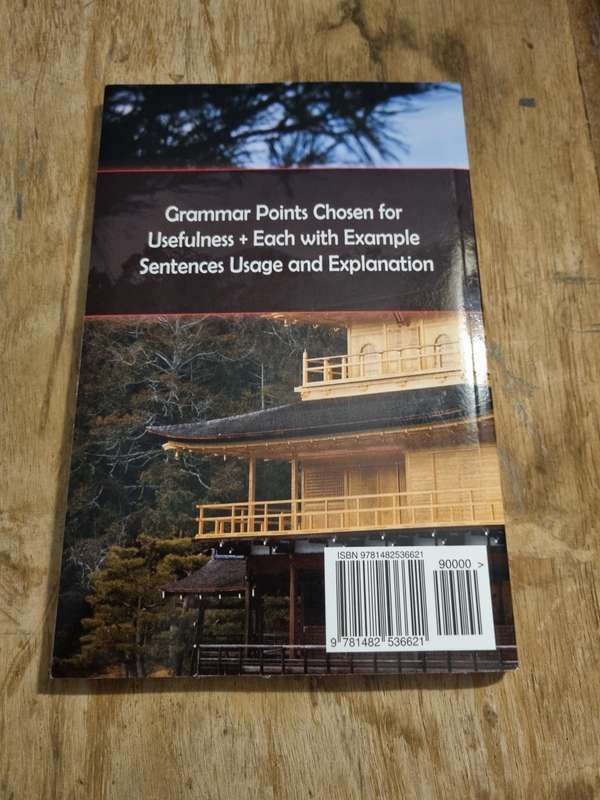 Grammar Points Chosen for
Usefulness + Each with Example
Sentences Usage and Explanation
ISBN 9781482536621
90000 >
9 781482 536621